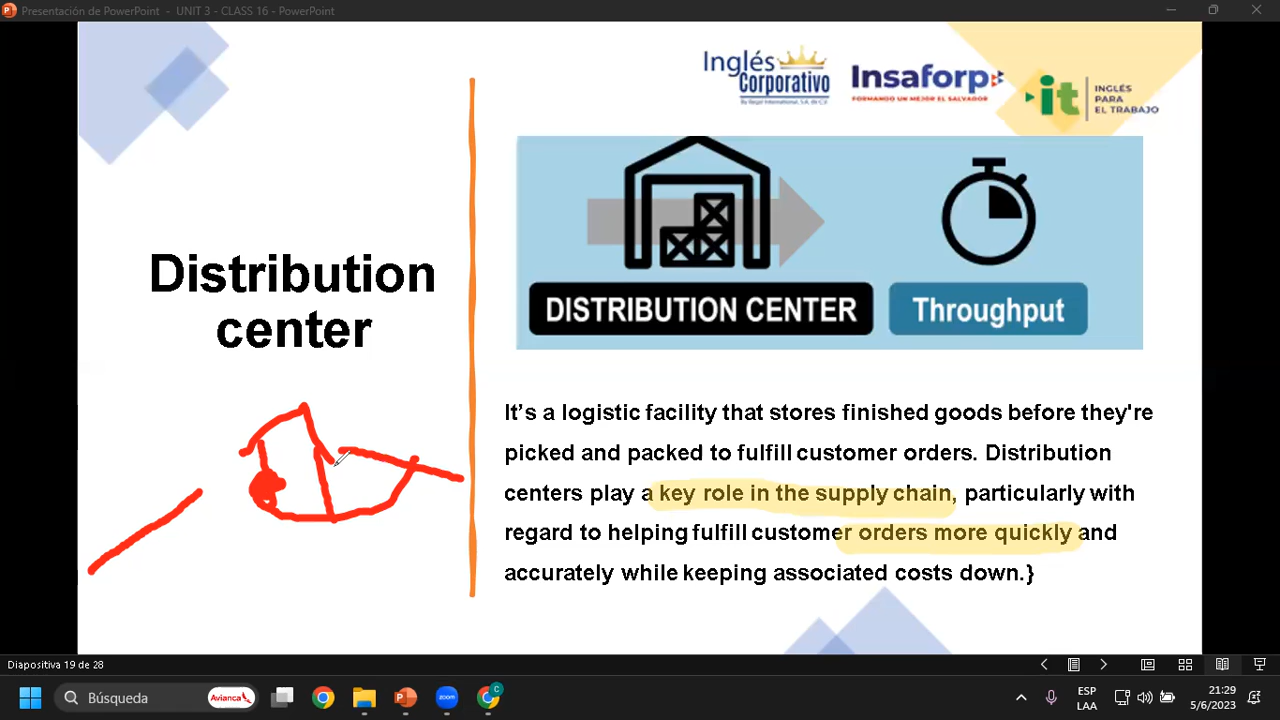 Presentación de PowerPoint - UNIT 3 - CLASS 16 - PowerPoint
Inglés
Corporativo
Insaforp
FORMANDO UN MEJOR EL SALVADOR
it
INGLÉS
PARA
EL TRABAJO
Distribution
center
DISTRIBUTION CENTER
Throughput
It’s a logistic facility that stores finished goods before they're
picked and packed to fulfill customer orders. Distribution
centers play a key role in the supply chain, particularly with
regard to helping fulfill customer orders more quickly and
accurately while keeping associated costs down.}
Diapositiva 19 de 28
Búsqueda
Avianca
zoom
C
ESP
LAA
21:29
5/6/2023